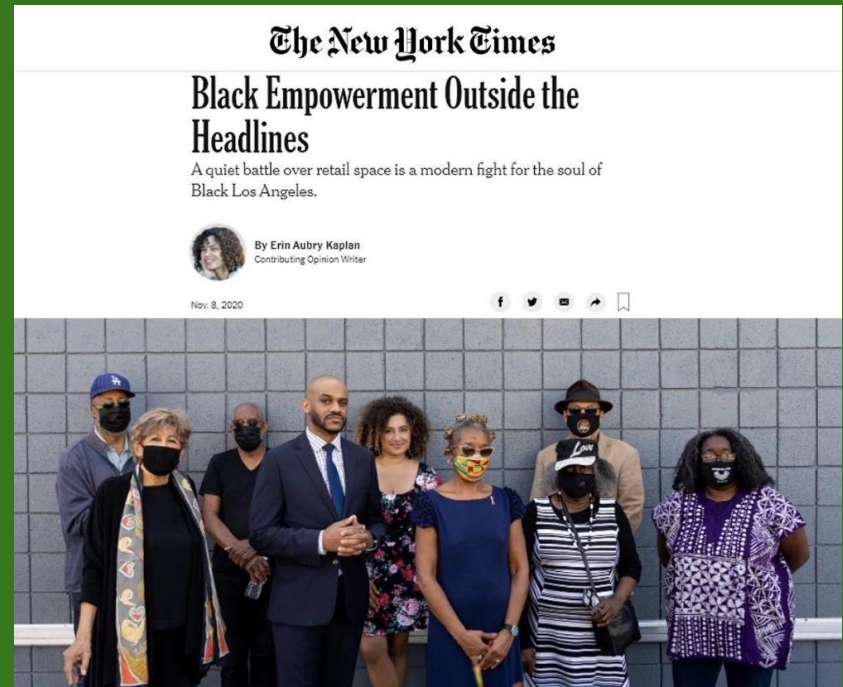 The New York Times
Black Empowerment Outside the
Headlines
A quiet battle over retail space is a modern fight for the soul of
Black Los Angeles.
By Erin Aubry Kaplan
Contributing Opinion Writer
Nov. 8, 2020
LA
Love